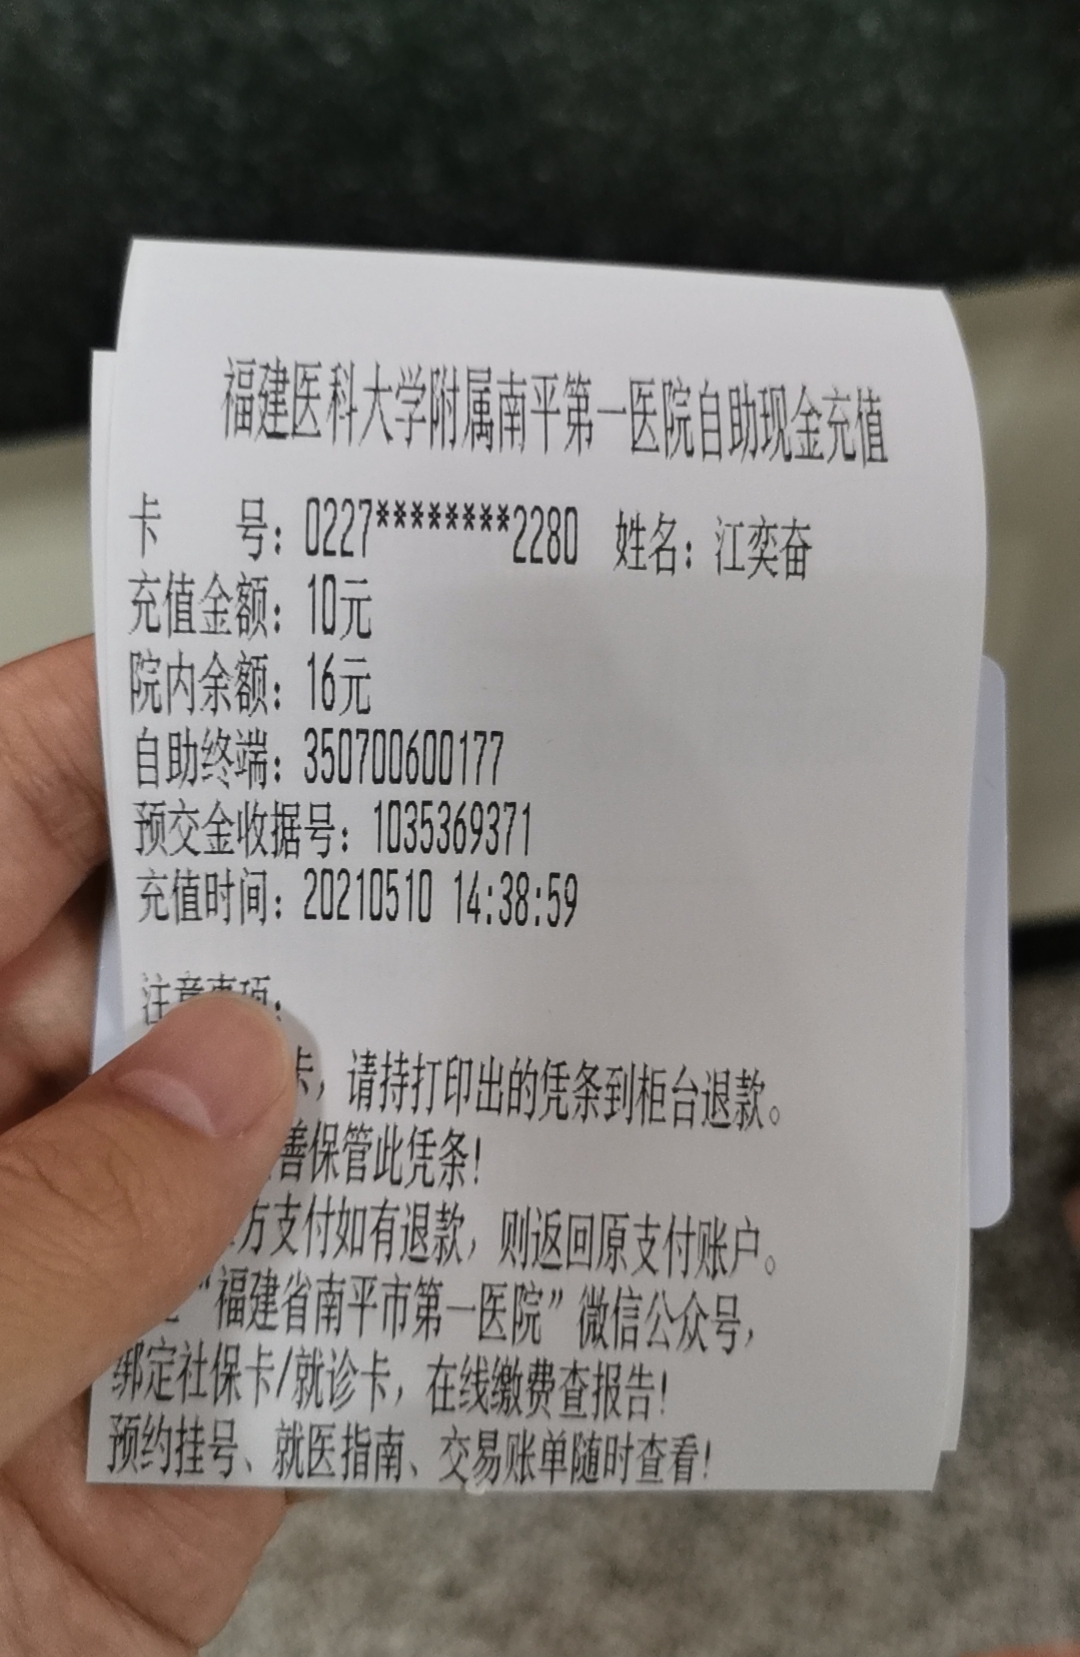 福建医科大学附属南平第一医院自助现金充值
卡 号：0227********2280 姓名：江奕奋
充值金额：10元
院内余额：16元
自助终端：350700600177
预交金收据号：1035369371
充值时间：20210510 14:38:59
注意事项：
卡，请持打印出的凭条到柜台退款。
善保管此凭条！
方支付如有退款，则返回原支付账户。
“福建省南平市第一医院”微信公众号，
绑定社保卡/就诊卡，在线缴费查报告！
预约挂号、就医指南、交易账单随时查看！